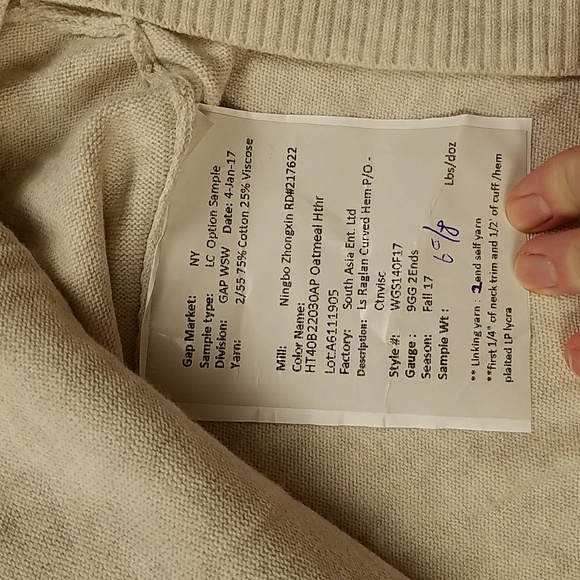 Gap Market: NY
Sample type: LC Option Sample
Division: GAP WSW Date: 4-Jan-17
Yarn: 2/55 75% Cotton 25% Viscose
Mill: Ningbo Zhongxin RD#217622
Color Name:
HT40B22030AP Oatmeal Hthr
Lot:A6111905
Factory: South Asia Ent. Ltd
Description: Ls Raglan Curved Hem P/O -
Ctnvisc
Style #: WGS140F17
Gauge : 9GG 2Ends
Season: Fall 17
Sample Wt : Lbs/doz
** Linking yarn : 2end self yarn
**first 1/4" of neck trim and 1/2 of cuff /hem
plaited LP lycra